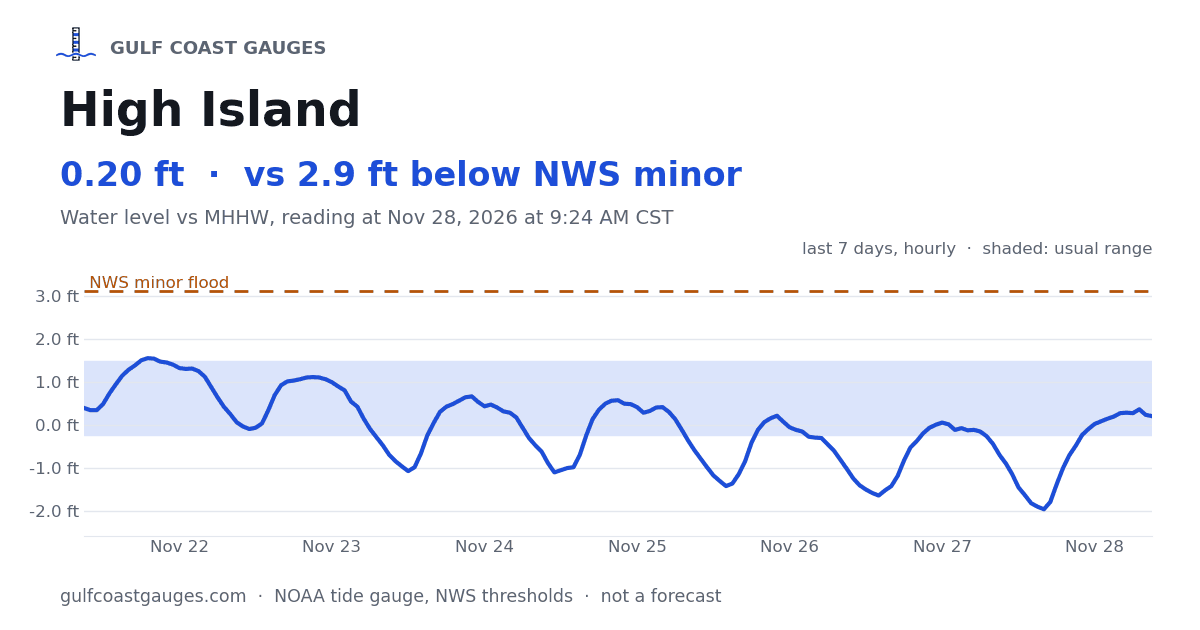 GULF COAST GAUGES
High Island
0.20 ft · vs 2.9 ft below NWS minor
Water level vs MHHW, reading at Nov 28, 2026 at 9:24 AM CST
last 7 days, hourly · shaded: usual range
NWS minor flood
3.0 ft
2.0 ft
1.0 ft
0.0 ft
-1.0 ft
-2.0 ft
Nov 22 Nov 23 Nov 24 Nov 25 Nov 26 Nov 27 Nov 28
gulfcoastgauges.com · NOAA tide gauge, NWS thresholds · not a forecast